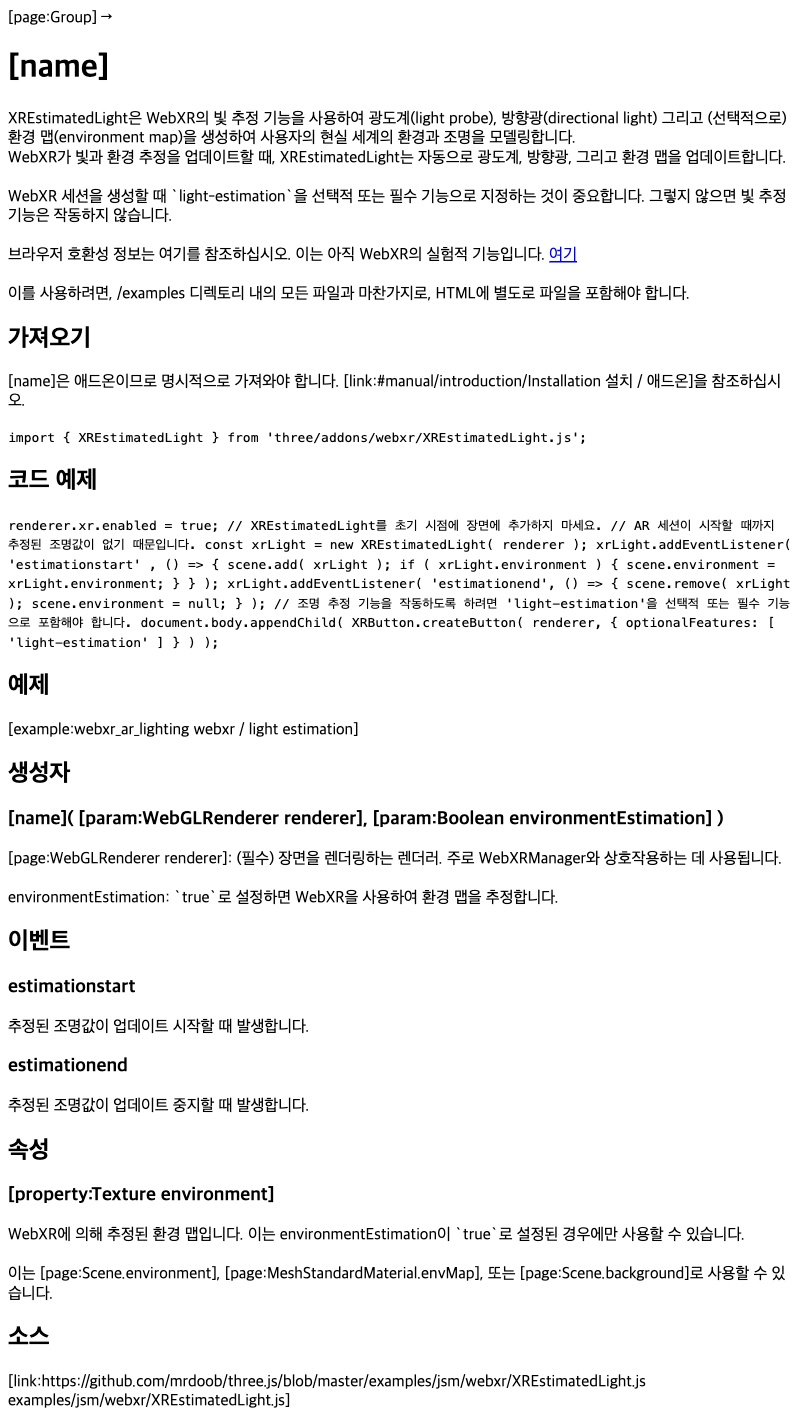 [page:Group] →
[name]
XREstimatedLight은 WebXR의 빛 추정 기능을 사용하여 광도계(light probe), 방향광(directional light) 그리고 (선택적으로)
환경 맵(environment map)을 생성하여 사용자의 현실 세계의 환경과 조명을 모델링합니다.
WebXR가 빛과 환경 추정을 업데이트할 때, XREstimatedLight는 자동으로 광도계, 방향광, 그리고 환경 맵을 업데이트합니다.
WebXR 세션을 생성할 때 `light-estimation`을 선택적 또는 필수 기능으로 지정하는 것이 중요합니다. 그렇지 않으면 빛 추정
기능은 작동하지 않습니다.
브라우저 호환성 정보는 여기를 참조하십시오. 이는 아직 WebXR의 실험적 기능입니다. 여기
이를 사용하려면, /examples 디렉토리 내의 모든 파일과 마찬가지로, HTML에 별도로 파일을 포함해야 합니다.
가져오기
[name]은 애드온이므로 명시적으로 가져와야 합니다. [link:#manual/introduction/Installation 설치 / 애드온]을 참조하십시
오.
import { XREstimatedLight } from 'three/addons/webxr/XREstimatedLight.js';
코드 예제
renderer.xr.enabled = true; // XREstimatedLight를 초기 시점에 장면에 추가하지 마세요. // AR 세션이 시작할 때까지
추정된 조명값이 없기 때문입니다. const xrLight = new XREstimatedLight( renderer ); xrLight.addEventListener(
'estimationstart' , () => { scene.add( xrLight ); if ( xrLight.environment ) { scene.environment =
xrLight.environment; } } ); xrLight.addEventListener( 'estimationend', () => { scene.remove( xrLight
); scene.environment = null; } ); // 조명 추정 기능을 작동하도록 하려면 'light-estimation'을 선택적 또는 필수 기능
으로 포함해야 합니다. document.body.appendChild( XRButton.createButton( renderer, { optionalFeatures: [
'light-estimation' ] } ) );
예제
[example:webxr_ar_lighting webxr / light estimation]
생성자
[name]( [param:WebGLRenderer renderer], [param:Boolean environmentEstimation] )
[page:WebGLRenderer renderer]: (필수) 장면을 렌더링하는 렌더러. 주로 WebXRManager와 상호작용하는 데 사용됩니다.
environmentEstimation: `true`로 설정하면 WebXR을 사용하여 환경 맵을 추정합니다.
이벤트
estimationstart
추정된 조명값이 업데이트 시작할 때 발생합니다.
estimationend
추정된 조명값이 업데이트 중지할 때 발생합니다.
속성
[property:Texture environment]
WebXR에 의해 추정된 환경 맵입니다. 이는 environmentEstimation이 `true`로 설정된 경우에만 사용할 수 있습니다.
이는 [page:Scene.environment], [page:MeshStandardMaterial.envMap], 또는 [page:Scene.background]로 사용할 수 있
습니다.
소스
[link:https://github.com/mrdoob/three.js/blob/master/examples/jsm/webxr/XREstimatedLight.js
examples/jsm/webxr/XREstimatedLight.js]